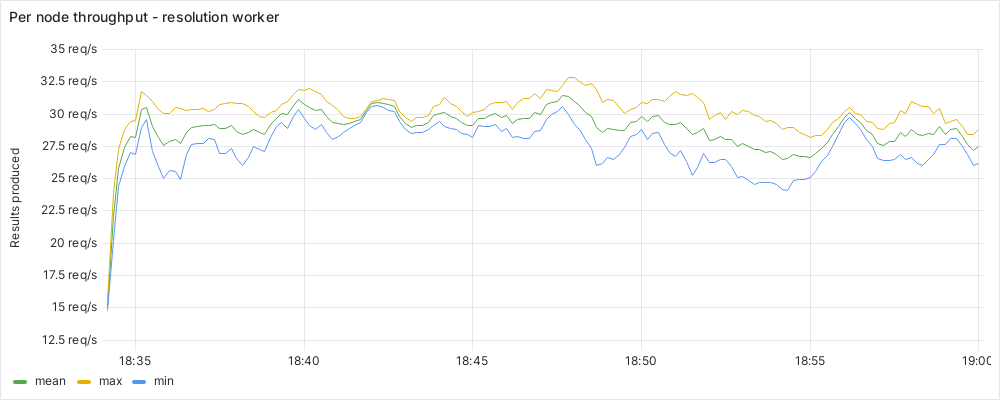 Per node throughput - resolution worker
Results produced
35 req/s
32.5 req/s
30 req/s
27.5 req/s
25 req/s
22.5 req/s
20 req/s
17.5 req/s
15 req/s
12.5 req/s
18:35 18:40 18:45 18:50 18:55 19:00
mean max min